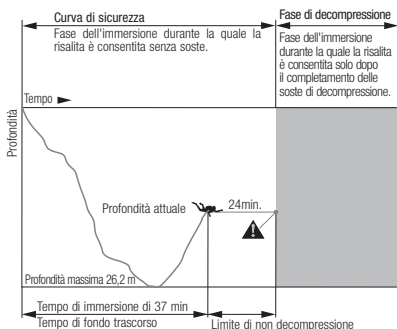 Curva di sicurezza
Fase dell'immersione durante la quale la
risalita è consentita senza soste.
Fase di decompressione
Fase dell'immersione
durante la quale la risalita
è consentita solo dopo
il completamento delle
soste di decompressione.
Tempo
Profondità
Profondità attuale
24min.
Profondità massima 26,2 m
Tempo di immersione di 37 min
Tempo di fondo trascorso
Limite di non decompressione